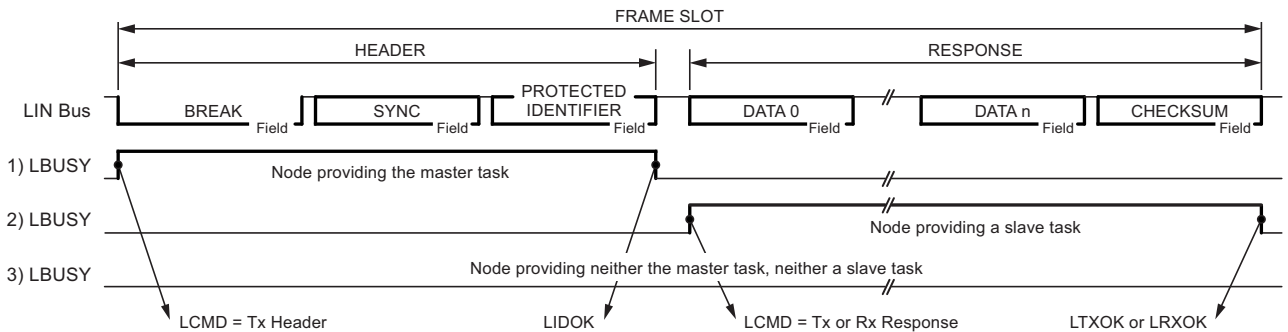 FRAME SLOT
HEADER RESPONSE
LIN Bus BREAK Field SYNC Field PROTECTED IDENTIFIER Field DATA 0 Field DATA n Field CHECKSUM Field
1) LBUSY Node providing the master task
2) LBUSY Node providing a slave task
3) LBUSY Node providing neither the master task, neither a slave task
LCMD = Tx Header LIDOK LCMD = Tx or Rx Response LTXOK or LRXOK